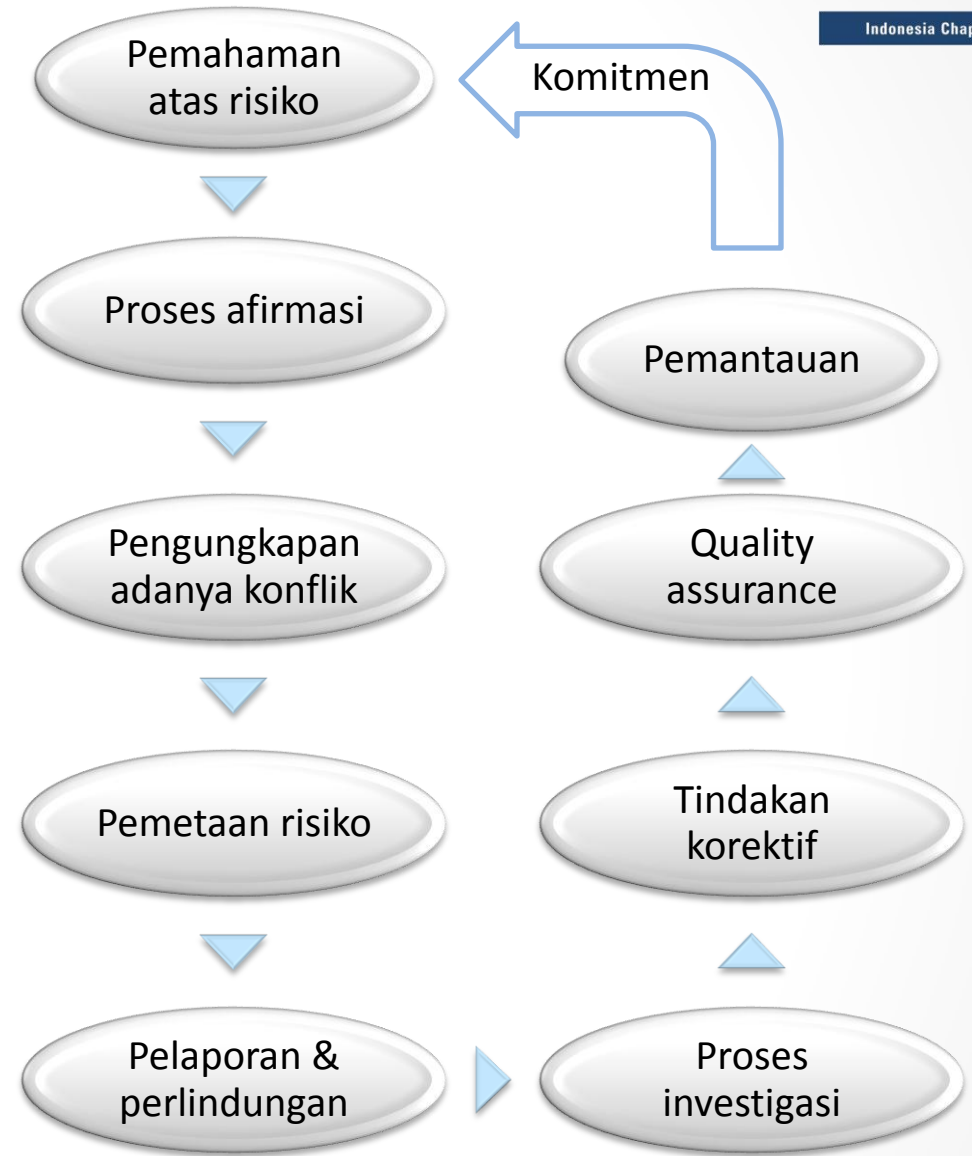 Indonesia Chap
Pemahaman
atas risiko
Komitmen
Proses afirmasi
Pengungkapan
adanya konflik
Pemetaan risiko
Pelaporan &
perlindungan
Proses
investigasi
Tindakan
korektif
Quality
assurance
Pemantauan